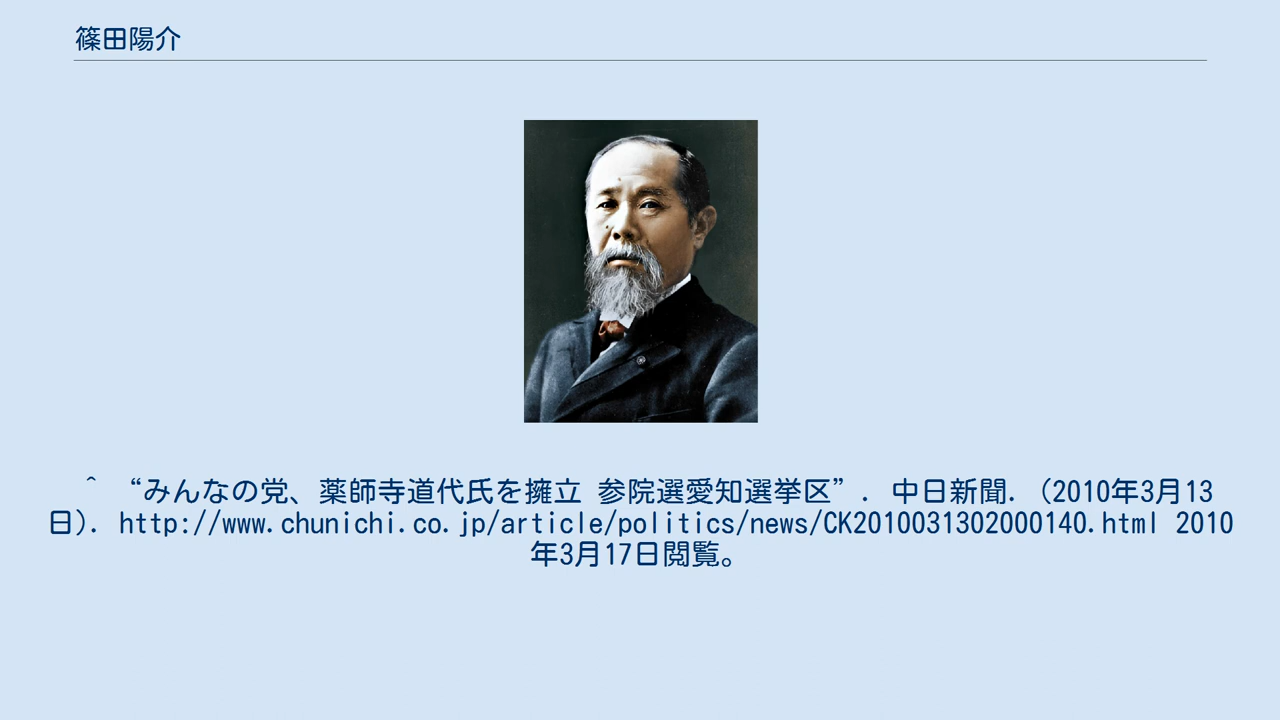 篠田陽介
^ “みんなの党、薬師寺道代氏を擁立 参院選愛知選挙区”. 中日新聞. (2010年3月13
日). http://www.chunichi.co.jp/article/politics/news/CK2010031302000140.html 2010
年3月17日閲覧。